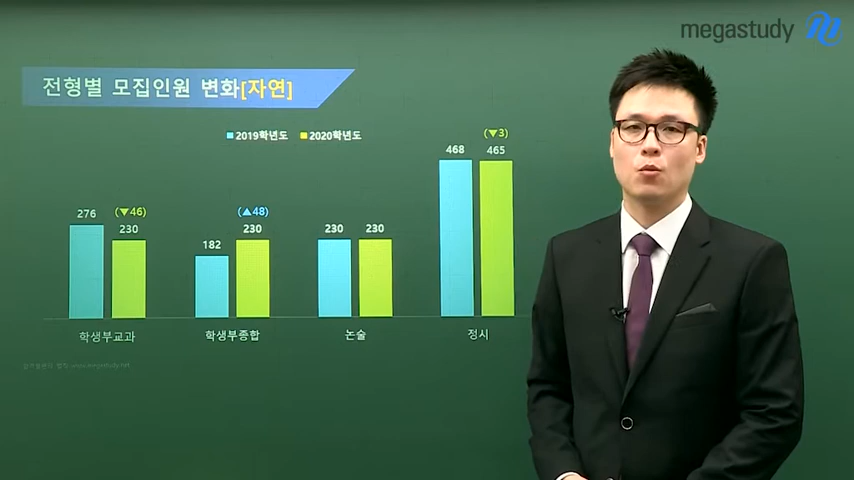 megastudy
전형별 모집인원 변화[자연]
2019학년도 2020학년도
(▼3)
468 465
276 (▼46) (▲48)
230 182 230 230 230
학생부교과 학생부종합 논술 정시